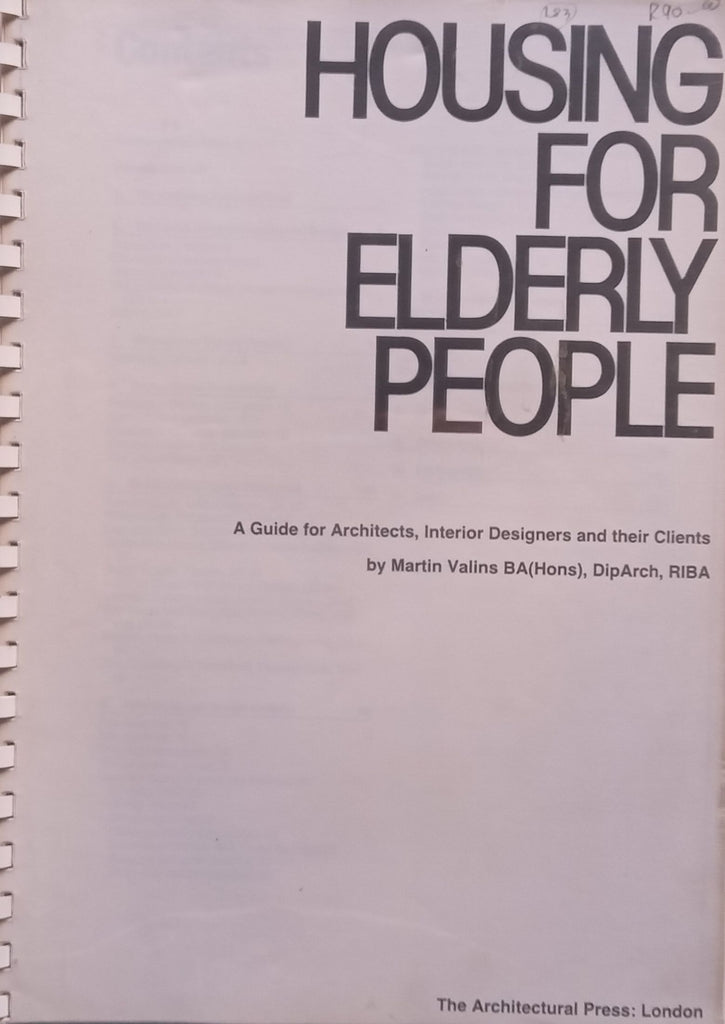 HOUSING
FOR
ELDERLY
PEOPLE
A Guide for Architects, Interior Designers and their Clients
by Martin Valins BA(Hons), DipArch, RIBA
The Architectural Press: London